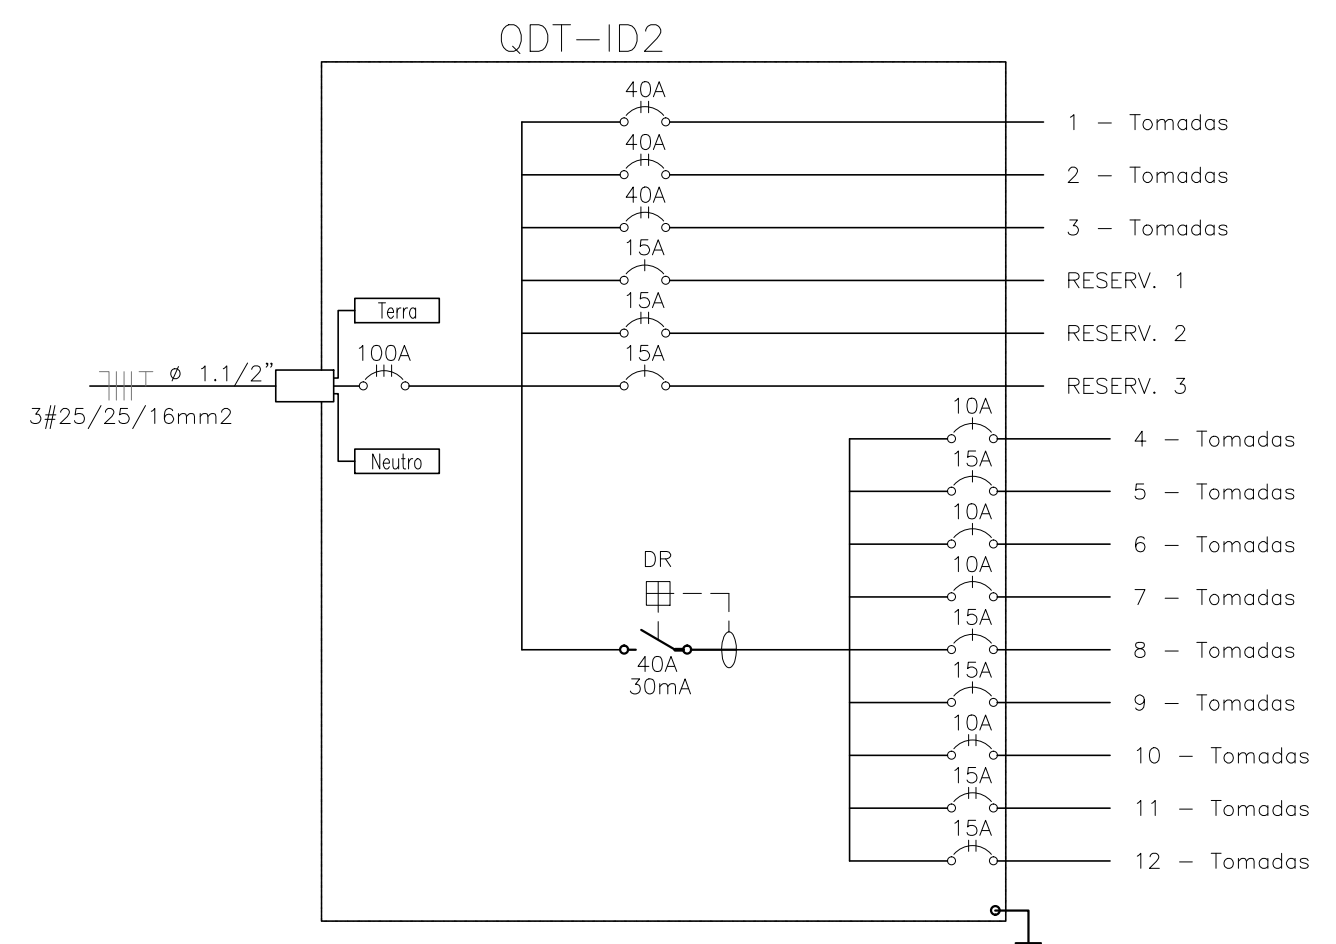 QDT-ID2
40A
1 - Tomadas
40A
2 - Tomadas
40A
3 - Tomadas
15A
RESERV. 1
Terra
15A
RESERV. 2
ø 1.1/2”
100A
15A
RESERV. 3
3#25/25/16mm2
10A
4 - Tomadas
Neutro
15A
5 - Tomadas
10A
6 - Tomadas
DR
10A
7 - Tomadas
15A
8 - Tomadas
40A
30mA
15A
9 - Tomadas
10A
10 - Tomadas
15A
11 - Tomadas
15A
12 - Tomadas